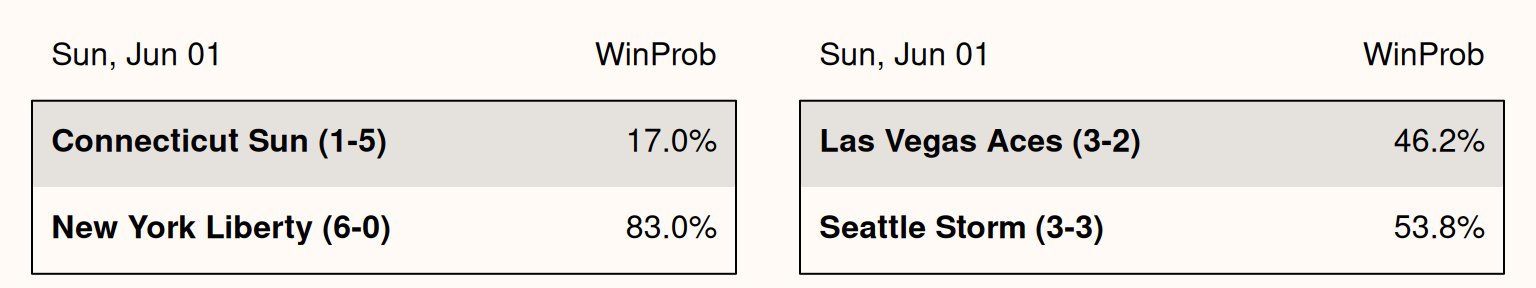 Sun, Jun 01 WinProb
Connecticut Sun (1-5) 17.0%
New York Liberty (6-0) 83.0%
Sun, Jun 01 WinProb
Las Vegas Aces (3-2) 46.2%
Seattle Storm (3-3) 53.8%